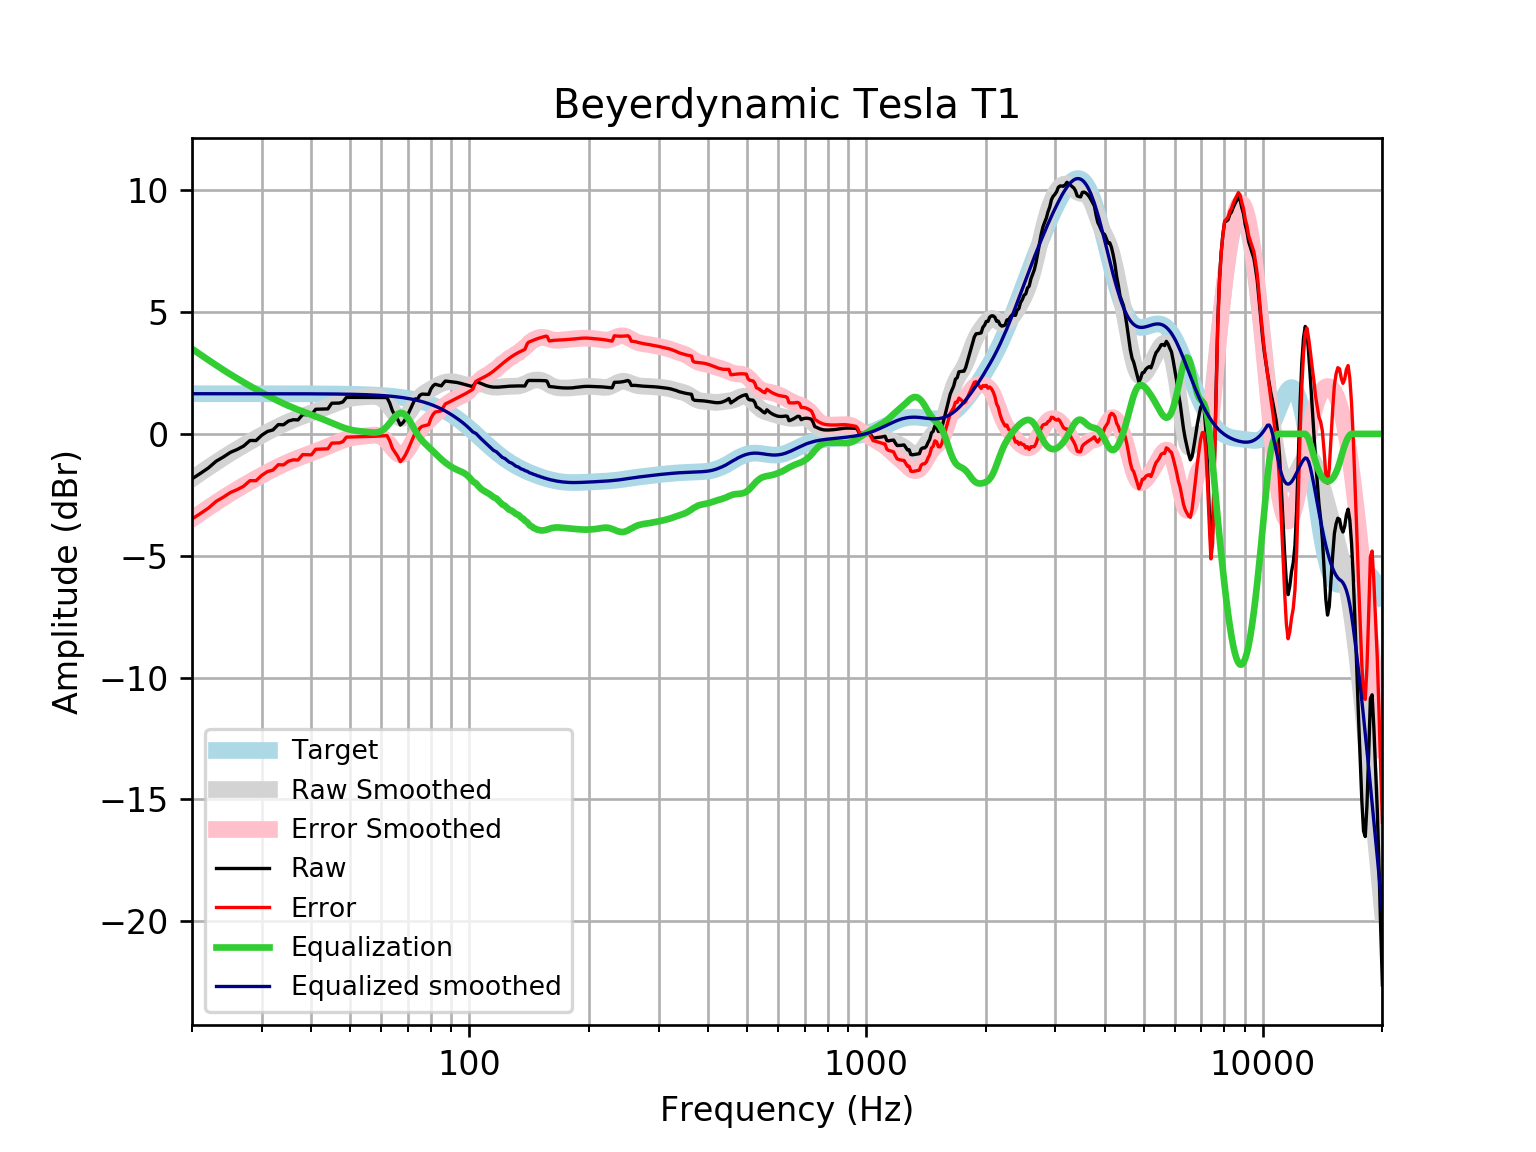 Beyerdynamic Tesla T1
10
5
0
−5
−10
−15
−20
Amplitude (dBr)
Target
Raw Smoothed
Error Smoothed
Raw
Error
Equalization
Equalized smoothed
100
1000
10000
Frequency (Hz)